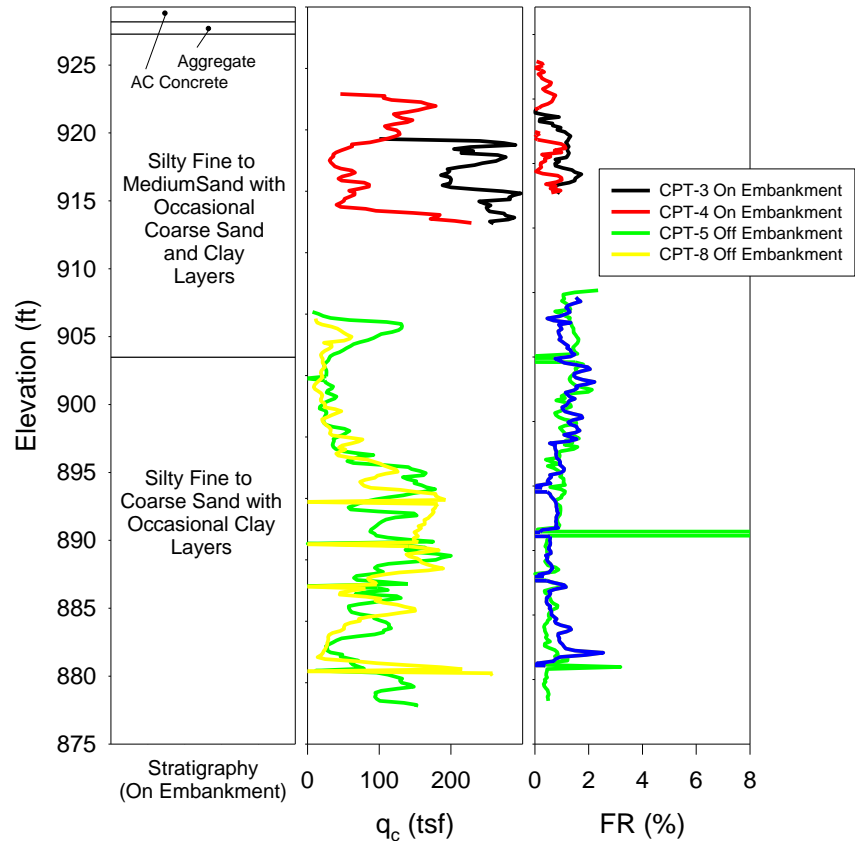 925
920
915
910
905
900
895
890
885
880
875
Elevation (ft)
Aggregate
AC Concrete
Silty Fine to
MediumSand with
Occasional
Coarse Sand
and Clay
Layers
Silty Fine to
Coarse Sand with
Occasional Clay
Layers
Stratigraphy
(On Embankment)
0 100 200
qc (tsf)
CPT-3 On Embankment
CPT-4 On Embankment
CPT-5 Off Embankment
CPT-8 Off Embankment
0 2 4 6 8
FR (%)